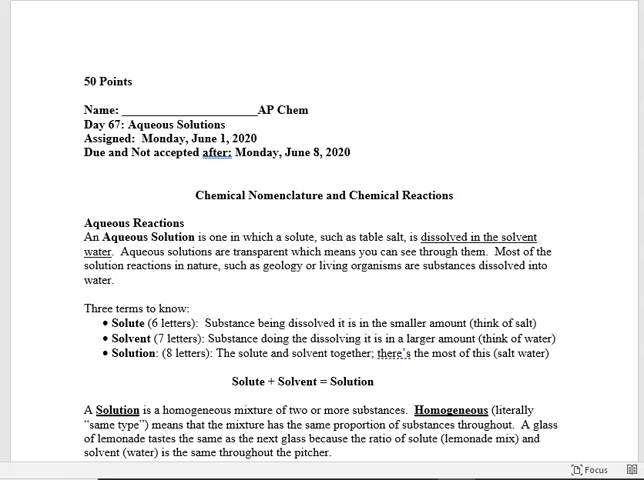 50 Points
Name: ______________________AP Chem
Day 67: Aqueous Solutions
Assigned:  Monday, June 1, 2020
Due and Not accepted after: Monday, June 8, 2020
Chemical Nomenclature and Chemical Reactions
Aqueous Reactions
An Aqueous Solution is one in which a solute, such as table salt, is dissolved in the solvent
water.  Aqueous solutions are transparent which means you can see through them.  Most of the
solution reactions in nature, such as geology or living organisms are substances dissolved into
water.
Three terms to know:
• Solute (6 letters):  Substance being dissolved it is in the smaller amount (think of salt)
• Solvent (7 letters): Substance doing the dissolving it is in a larger amount (think of water)
• Solution: (8 letters): The solute and solvent together; there's the most of this (salt water)
Solute + Solvent = Solution
A Solution is a homogeneous mixture of two or more substances.  Homogeneous (literally
“same type”) means that the mixture has the same proportion of substances throughout.  A glass
of lemonade tastes the same as the next glass because the ratio of solute (lemonade mix) and
solvent (water) is the same throughout the pitcher.
Focus